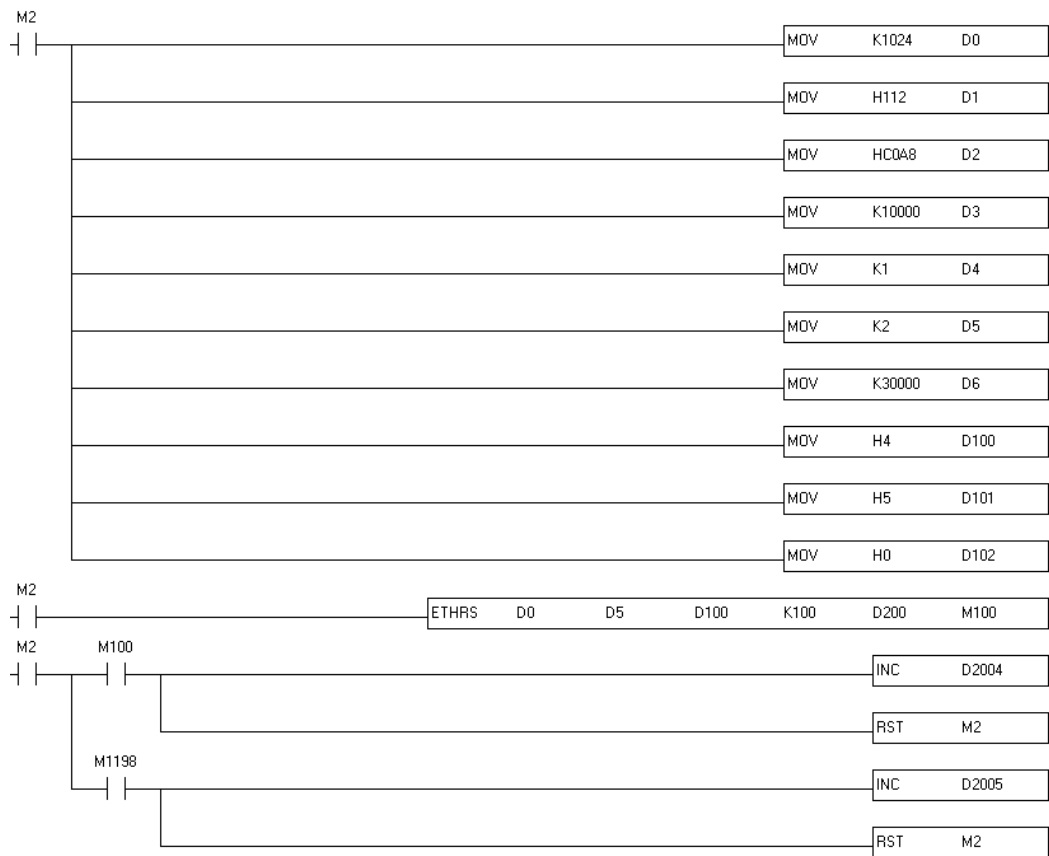 M2
MOV K1024 D0
MOV H112 D1
MOV HC0A8 D2
MOV K10000 D3
MOV K1 D4
MOV K2 D5
MOV K30000 D6
MOV H4 D100
MOV H5 D101
MOV H0 D102
M2
ETHRS D0 D5 D100 K100 D200 M100
M2 M100
INC D2004
RST M2
M1198
INC D2005
RST M2